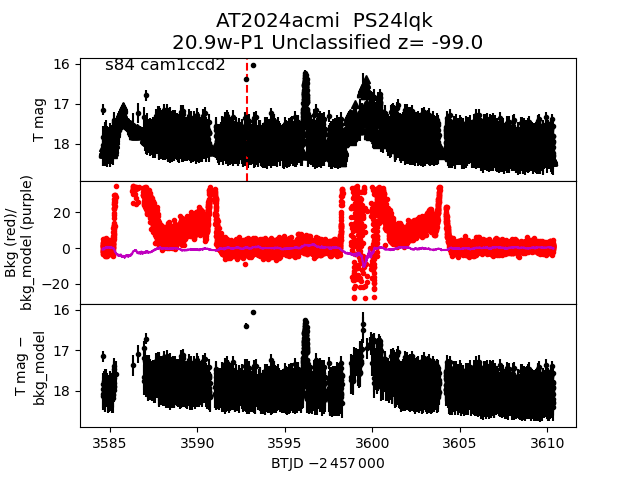 AT2024acmi  PS24lqk
20.9w-P1 Unclassified z= -99.0
s84 cam1ccd2
16
17
18
T mag
20
0
−20
Bkg (red)/
bkg_model (purple)
16
17
18
T mag −
bkg_model
3585 3590 3595 3600 3605 3610
BTJD −2 457 000